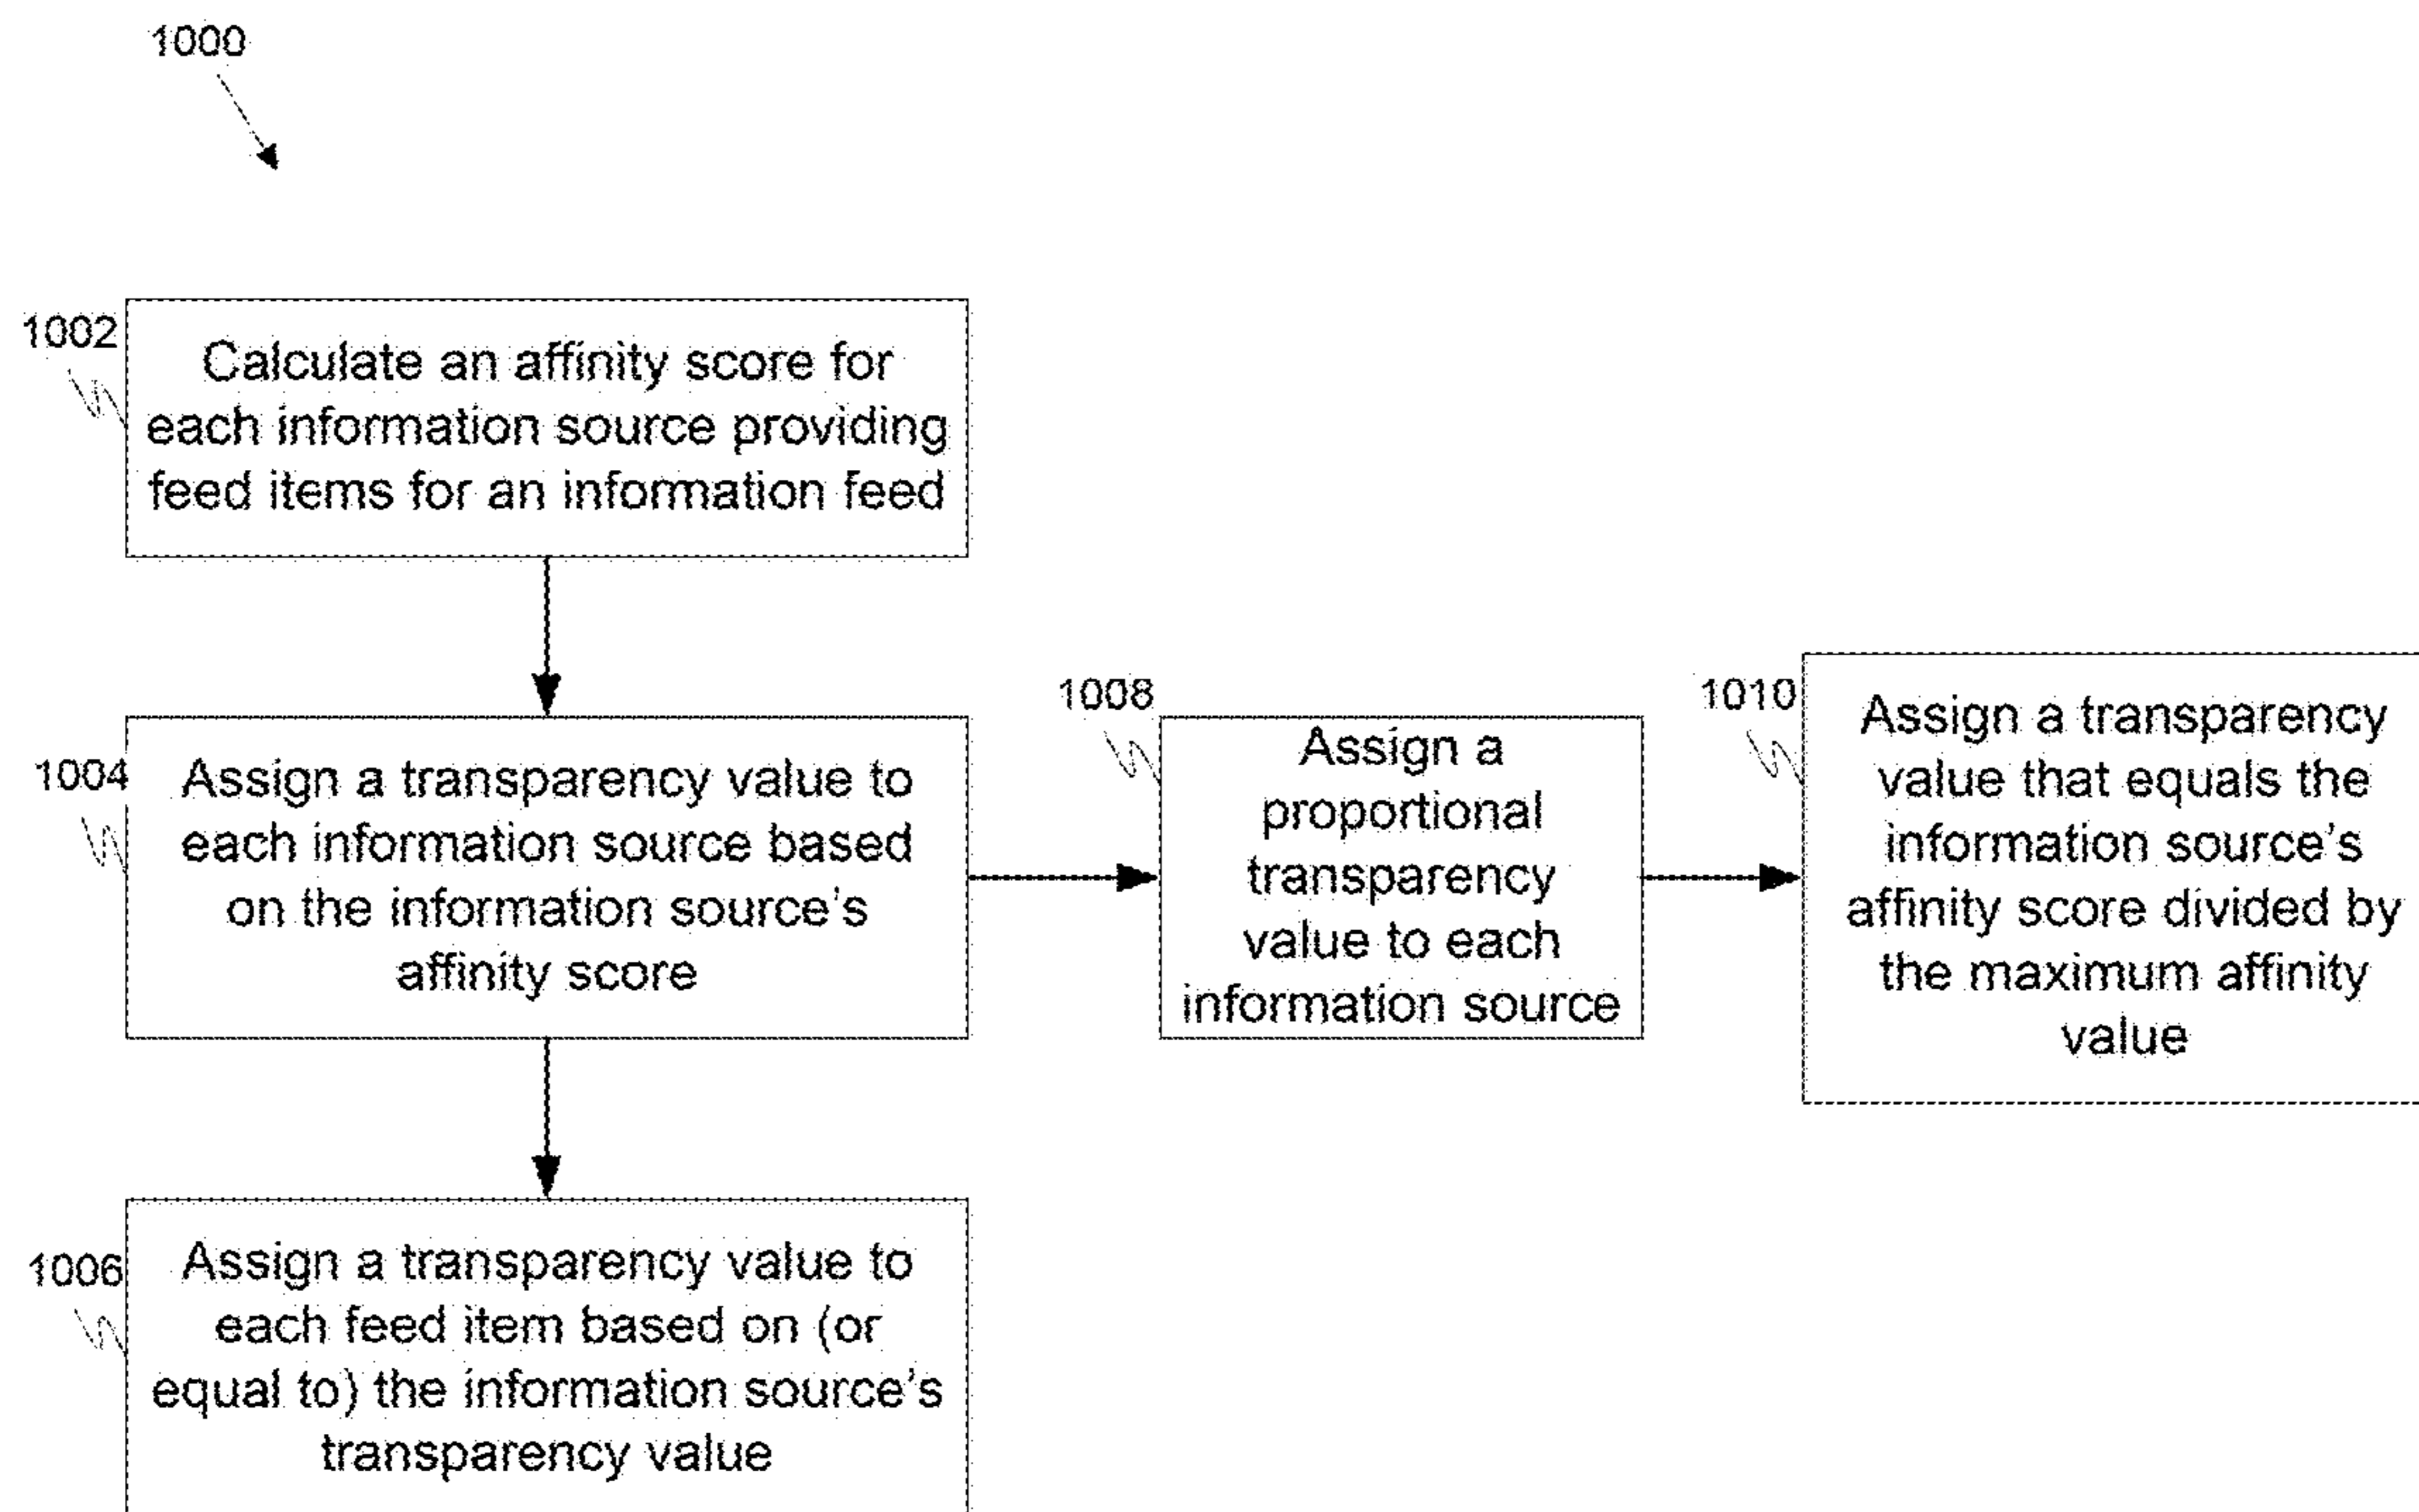 1000
1002
Calculate an affinity score for
each information source providing
feed items for an information feed
1004
Assign a transparency value to
each information source based
on the information source's
affinity score
1008
Assign a
proportional
transparency
value to each
information source
1010
Assign a transparency
value that equals the
information source's
affinity score divided by
the maximum affinity
value
1006
Assign a transparency value to
each feed item based on (or
equal to) the information source's
transparency value